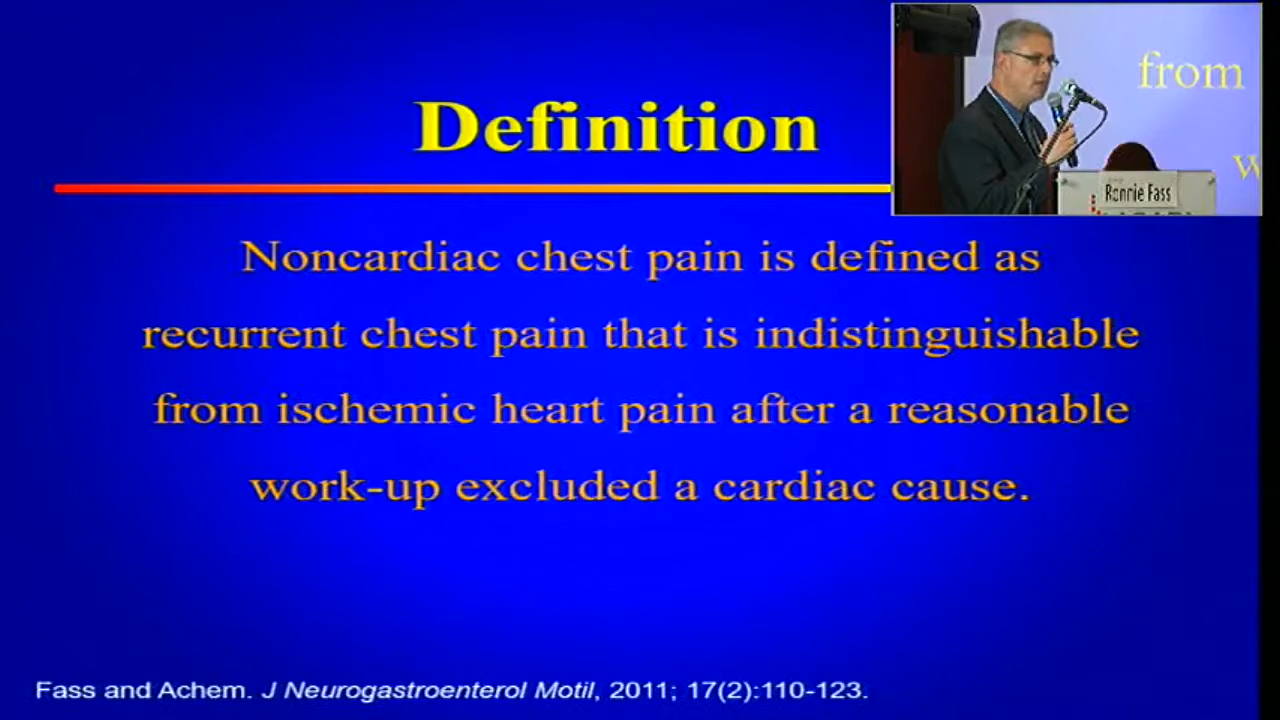 Definition
from
w
Ronnie Fass
Noncardiac chest pain is defined as
recurrent chest pain that is indistinguishable
from ischemic heart pain after a reasonable
work-up excluded a cardiac cause.
Fass and Achem. J Neurogastroenterol Motil, 2011; 17(2):110-123.